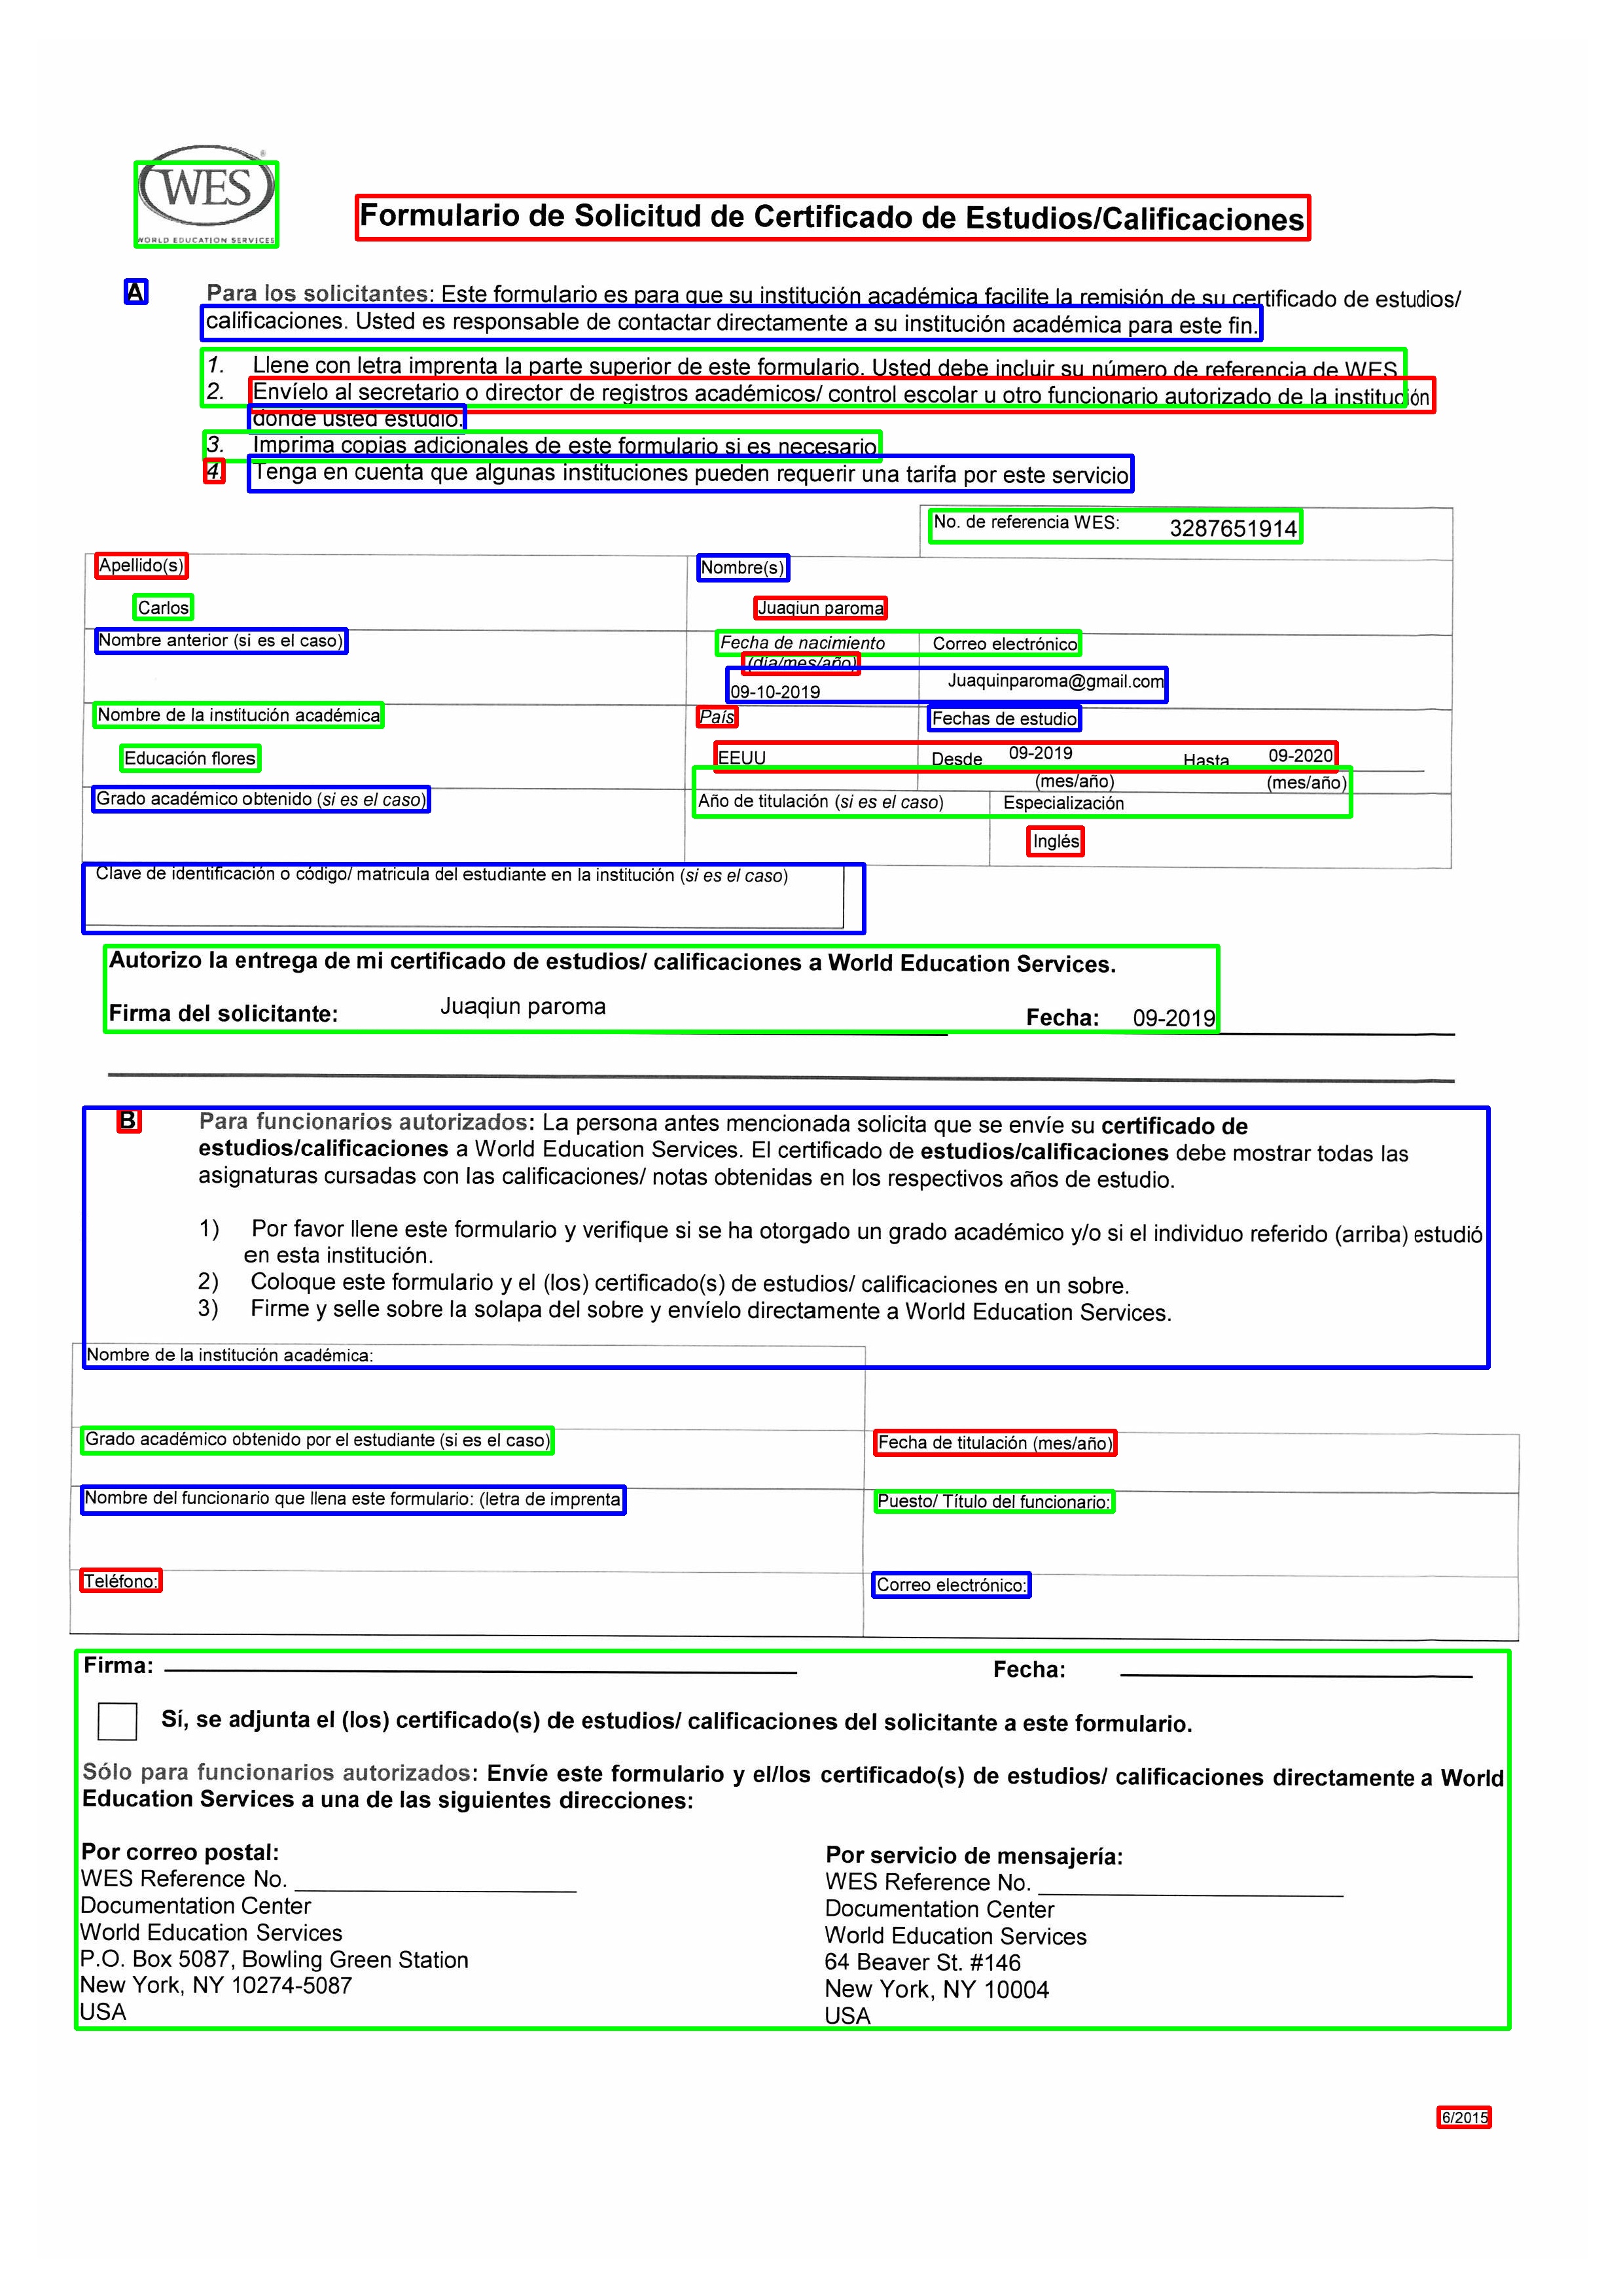 WES
WORLD EDUCATION SERVICES
Formulario de Solicitud de Certificado de Estudios/Calificaciones
A
Para los solicitantes: Este formulario es para que su institución académica facilite la remisión de su certificado de estudios/
calificaciones. Usted es responsable de contactar directamente a su institución académica para este fin.
1. Llene con letra imprenta la parte superior de este formulario. Usted debe incluir su número de referencia de WES
2. Envíelo al secretario o director de registros académicos/ control escolar u otro funcionario autorizado de la institución
donde usted estudio.
3. Imprima copias adicionales de este formulario si es necesario
4. Tenga en cuenta que algunas instituciones pueden requerir una tarifa por este servicio
No. de referencia WES: 3287651914
Apellido(s) Nombre(s)
Carlos Juaqiun paroma
Nombre anterior (si es el caso) Fecha de nacimiento Correo electrónico
(dia/mes/año)
09-10-2019 Juaquinparoma@gmail.com
Nombre de la institución académica País Fechas de estudio
Educación flores EEUU Desde 09-2019 Hasta 09-2020
(mes/año) (mes/año)
Grado académico obtenido (si es el caso) Año de titulación (si es el caso) Especialización
Inglés
Clave de identificación o código/ matricula del estudiante en la institución (si es el caso)
Autorizo la entrega de mi certificado de estudios/ calificaciones a World Education Services.
Firma del solicitante: Juaqiun paroma Fecha: 09-2019
B
Para funcionarios autorizados: La persona antes mencionada solicita que se envíe su certificado de
estudios/calificaciones a World Education Services. El certificado de estudios/calificaciones debe mostrar todas las
asignaturas cursadas con las calificaciones/ notas obtenidas en los respectivos años de estudio.
1) Por favor llene este formulario y verifique si se ha otorgado un grado académico y/o si el individuo referido (arriba) estudió
en esta institución.
2) Coloque este formulario y el (los) certificado(s) de estudios/ calificaciones en un sobre.
3) Firme y selle sobre la solapa del sobre y envíelo directamente a World Education Services.
Nombre de la institución académica:
Grado académico obtenido por el estudiante (si es el caso) Fecha de titulación (mes/año)
Nombre del funcionario que llena este formulario: (letra de imprenta Puesto/ Título del funcionario:
Teléfono: Correo electrónico:
Firma: Fecha:
Sí, se adjunta el (los) certificado(s) de estudios/ calificaciones del solicitante a este formulario.
Sólo para funcionarios autorizados: Envíe este formulario y el/los certificado(s) de estudios/ calificaciones directamente a World
Education Services a una de las siguientes direcciones:
Por correo postal:
WES Reference No.
Documentation Center
World Education Services
P.O. Box 5087, Bowling Green Station
New York, NY 10274-5087
USA
Por servicio de mensajería:
WES Reference No.
Documentation Center
World Education Services
64 Beaver St. #146
New York, NY 10004
USA
6/2015